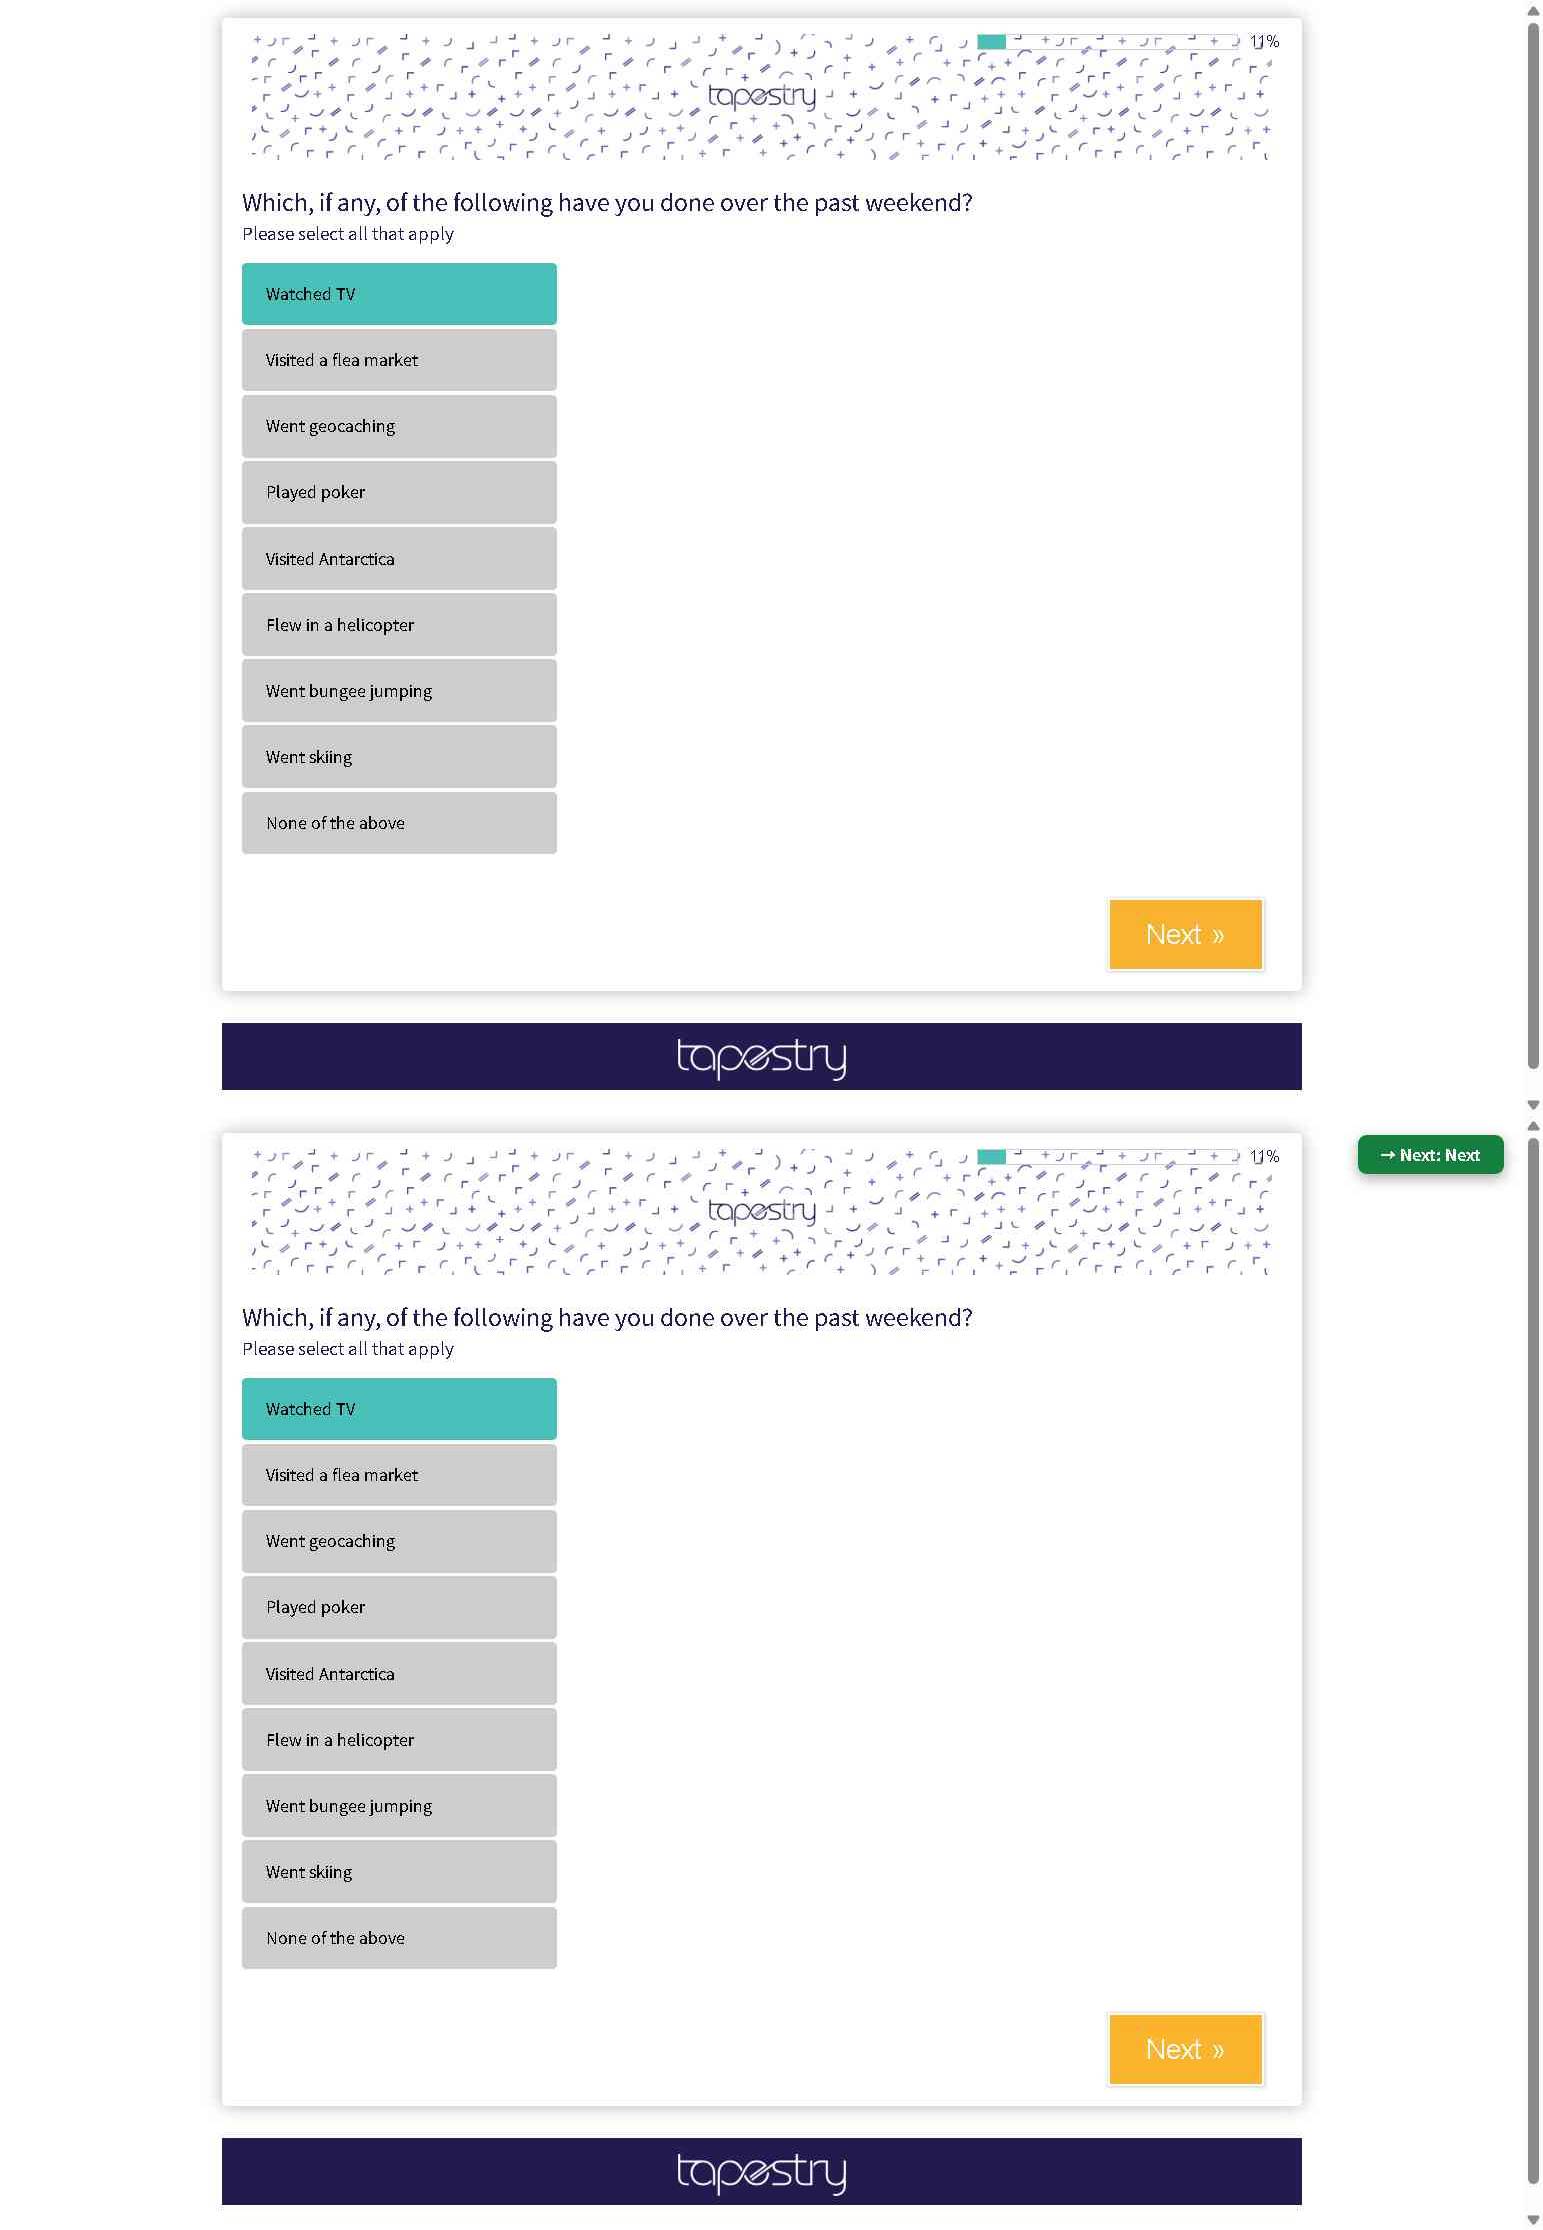 11%
tapestry
Which, if any, of the following have you done over the past weekend?
Please select all that apply
Watched TV
Visited a flea market
Went geocaching
Played poker
Visited Antarctica
Flew in a helicopter
Went bungee jumping
Went skiing
None of the above
Next »
tapestry
→ Next: Next
11%
tapestry
Which, if any, of the following have you done over the past weekend?
Please select all that apply
Watched TV
Visited a flea market
Went geocaching
Played poker
Visited Antarctica
Flew in a helicopter
Went bungee jumping
Went skiing
None of the above
Next »
tapestry